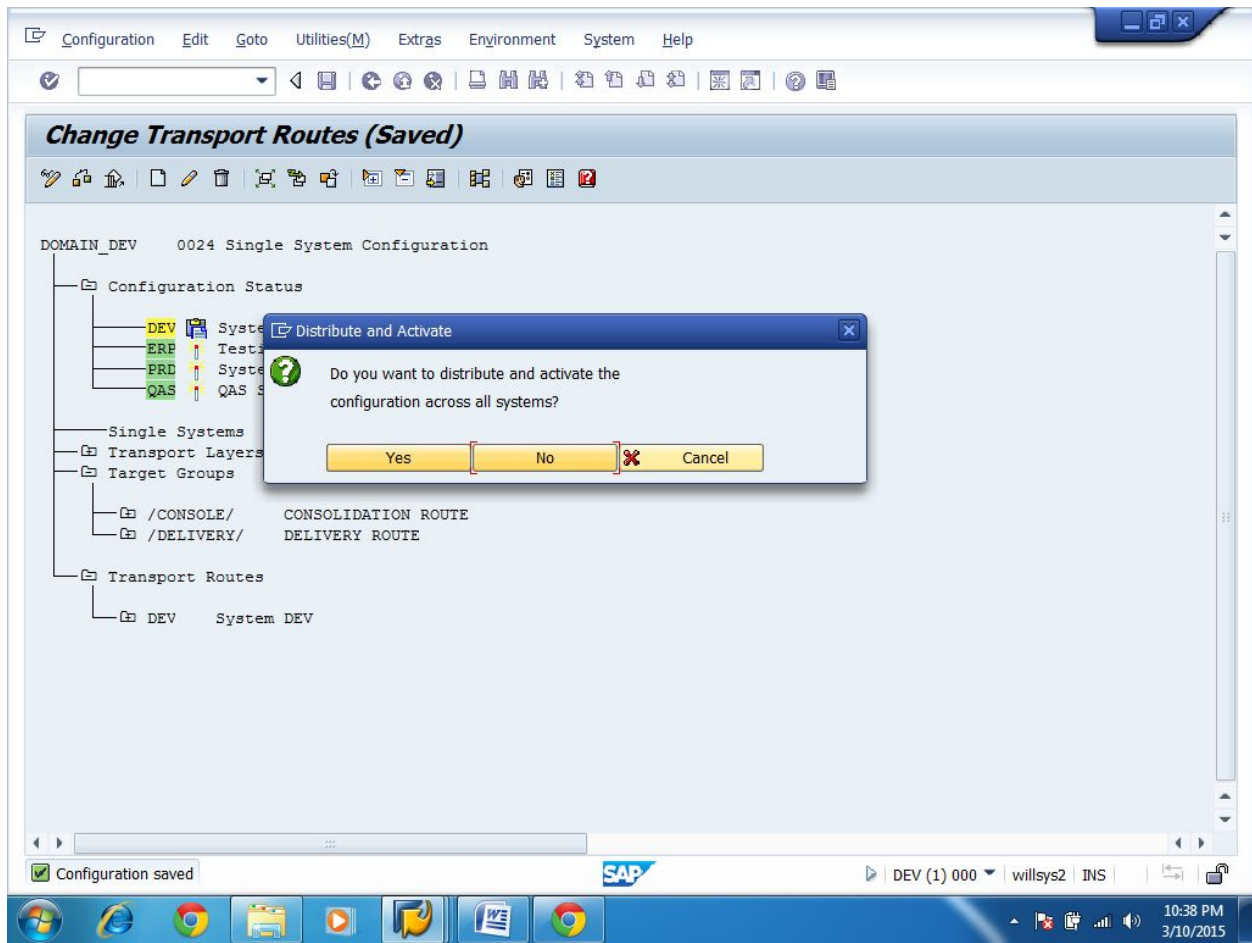 Configuration Edit Goto Utilities(M) Extras Environment System Help
Change Transport Routes (Saved)
DOMAIN_DEV 0024 Single System Configuration
Configuration Status
DEV Syste
ERP Testi
PRD Syste
QAS QAS S
Distribute and Activate
Do you want to distribute and activate the
configuration across all systems?
Yes No Cancel
Single Systems
Transport Layers
Target Groups
/CONSOLE/ CONSOLIDATION ROUTE
/DELIVERY/ DELIVERY ROUTE
Transport Routes
DEV System DEV
Configuration saved SAP DEV (1) 000 willsys2 INS
10:38 PM
3/10/2015